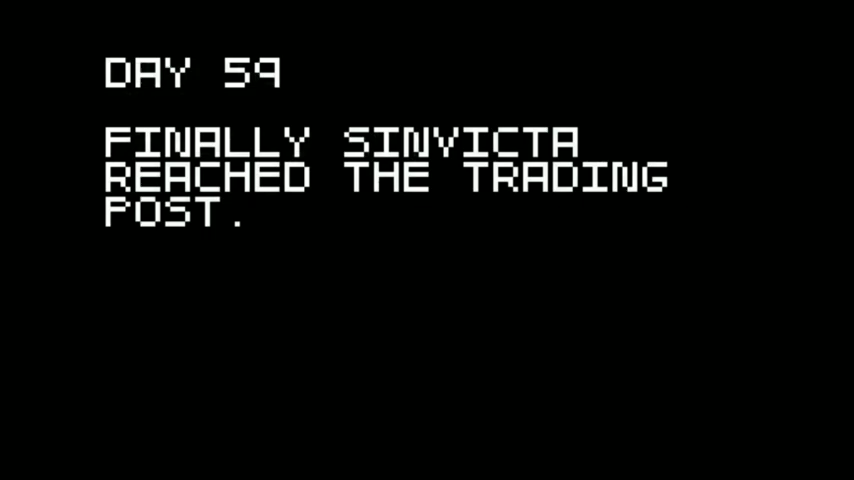 DAY 59
FINALLY SINVICTA
REACHED THE TRADING
POST.